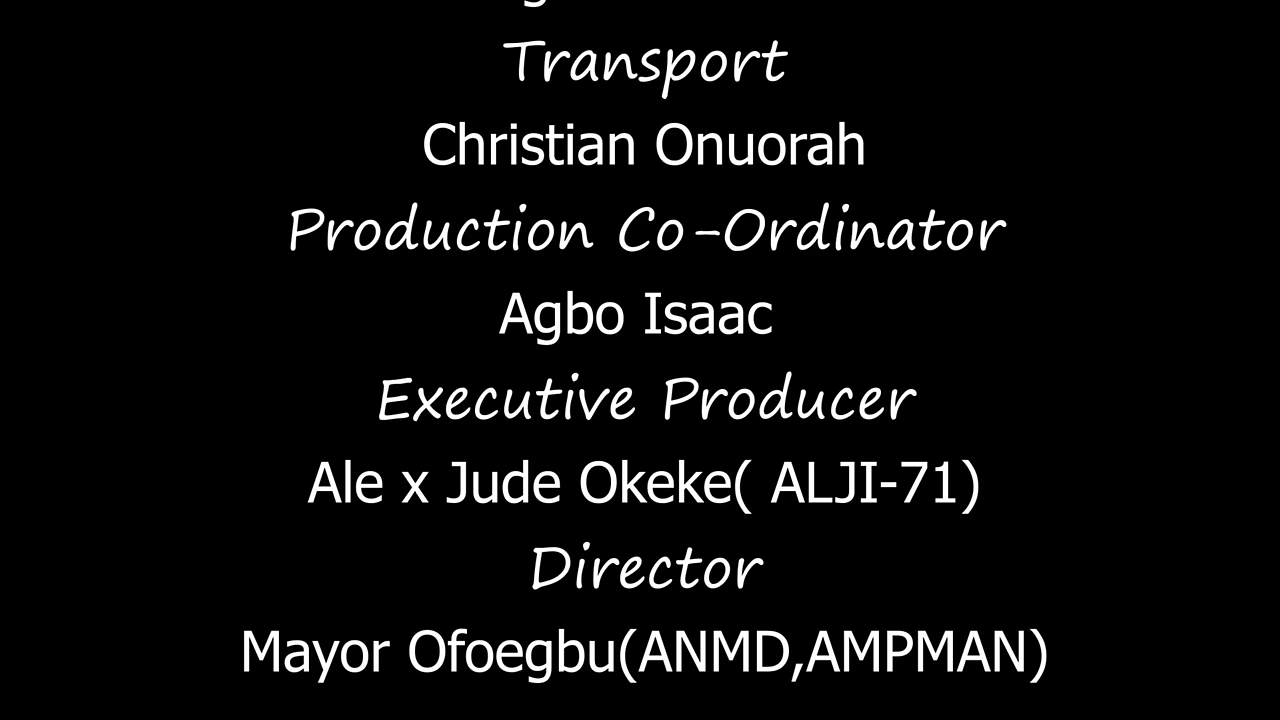 Transport
Christian Onuorah
Production Co-Ordinator
Agbo Isaac
Executive Producer
Ale x Jude Okeke( ALJI-71)
Director
Mayor Ofoegbu(ANMD,AMPMAN)